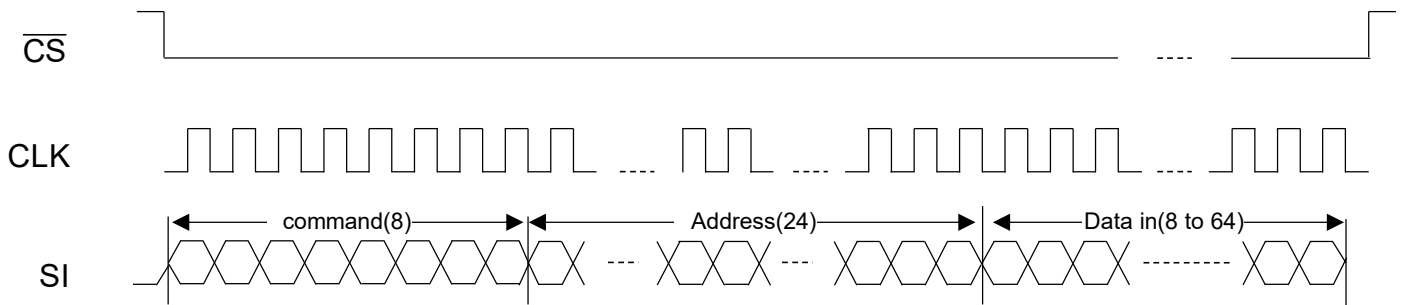 CS
CLK
command(8) Address(24) Data in(8 to 64)
SI